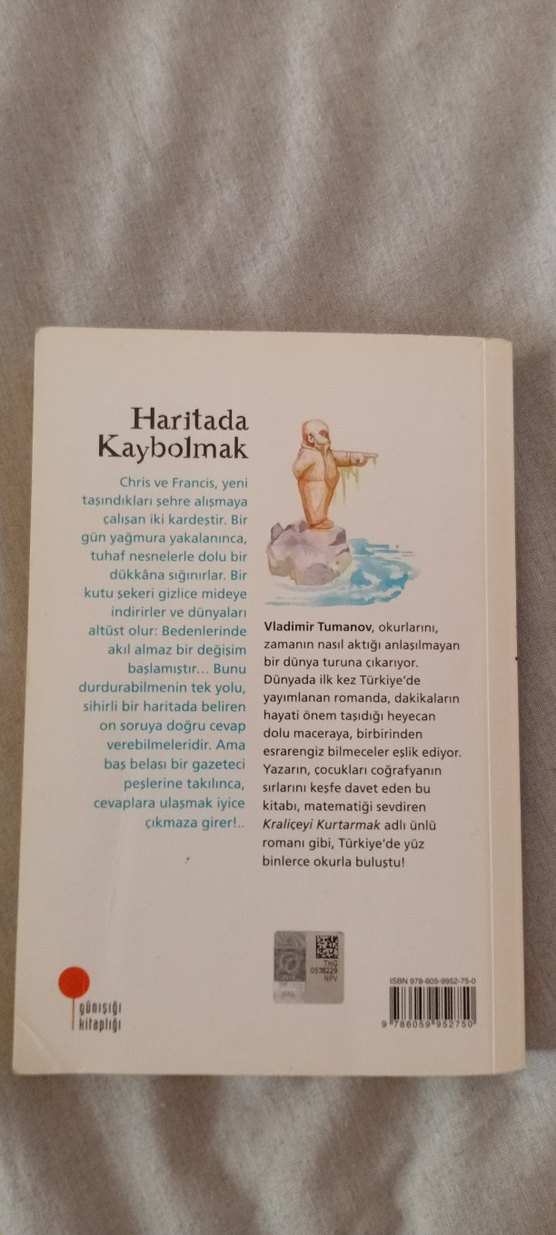 Haritada
Kaybolmak
Chris ve Francis, yeni
taşındıkları şehre alışmaya
çalışan iki kardeştir. Bir
gün yağmura yakalanınca,
tuhaf nesnelerle dolu bir
dükkâna sığınırlar. Bir
kutu şekeri gizlice mideye
indirirler ve dünyaları
altüst olur: Bedenlerinde
akıl almaz bir değişim
başlamıştır... Bunu
durdurabilmenin tek yolu,
sihirli bir haritada beliren
on soruya doğru cevap
verebilmeleridir. Ama
baş belası bir gazeteci
peşlerine takılınca,
cevaplara ulaşmak iyice
çıkmaza girer!..
Vladimir Tumanov, okurlarını,
zamanın nasıl aktığı anlaşılmayan
bir dünya turuna çıkarıyor.
Dünyada ilk kez Türkiye'de
yayımlanan romanda, dakikaların
hayati önem taşıdığı heyecan
dolu maceraya, birbirinden
esrarengiz bilmeceler eşlik ediyor.
Yazarın, çocukları coğrafyanın
sırlarını keşfe davet eden bu
kitabı, matematiği sevdiren
Kraliçeyi Kurtarmak adlı ünlü
romanı gibi, Türkiye'de yüz
binlerce okurla buluştu!
günışığı
kitaplığı
THG
0538229
NPV
ISBN 978-605-9952-75-0
9 786059 952750